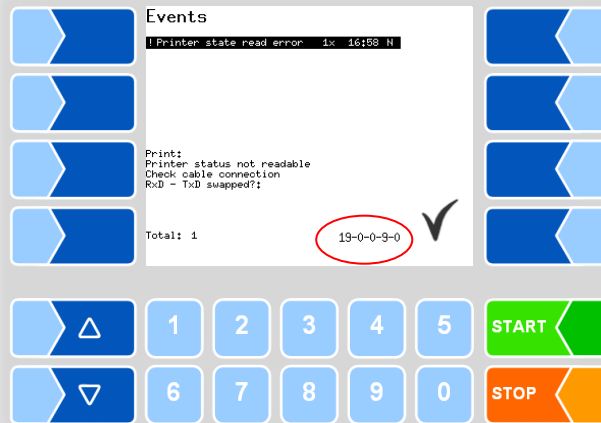 Events
! Printer state read error 1x 16:58 N
Print:
Printer status not readable
Check cable connection
RxD - TxD swapped?:
Total: 1 19-0-0-9-0
1 2 3 4 5 START
6 7 8 9 0 STOP